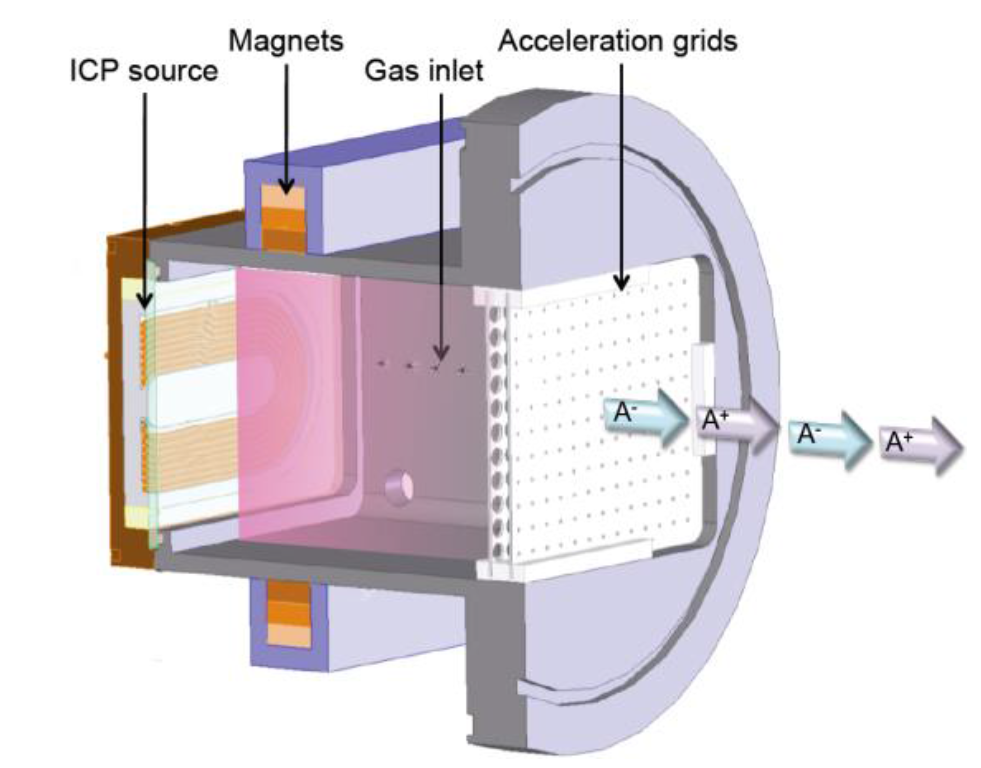 Magnets
Acceleration grids
ICP source
Gas inlet
A-
A+
A-
A+